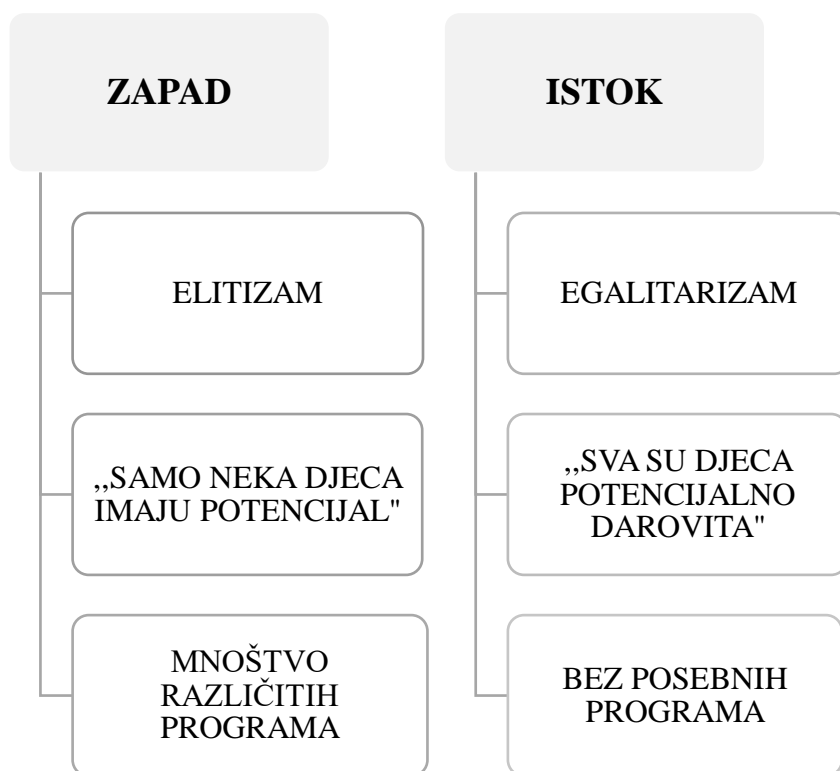 ZAPAD
ELITIZAM
,,SAMO NEKA DJECA
IMAJU POTENCIJAL"
MNOŠTVO
RAZLIČITIH
PROGRAMA
ISTOK
EGALITARIZAM
,,SVA SU DJECA
POTENCIJALNO
DAROVITA"
BEZ POSEBNIH
PROGRAMA